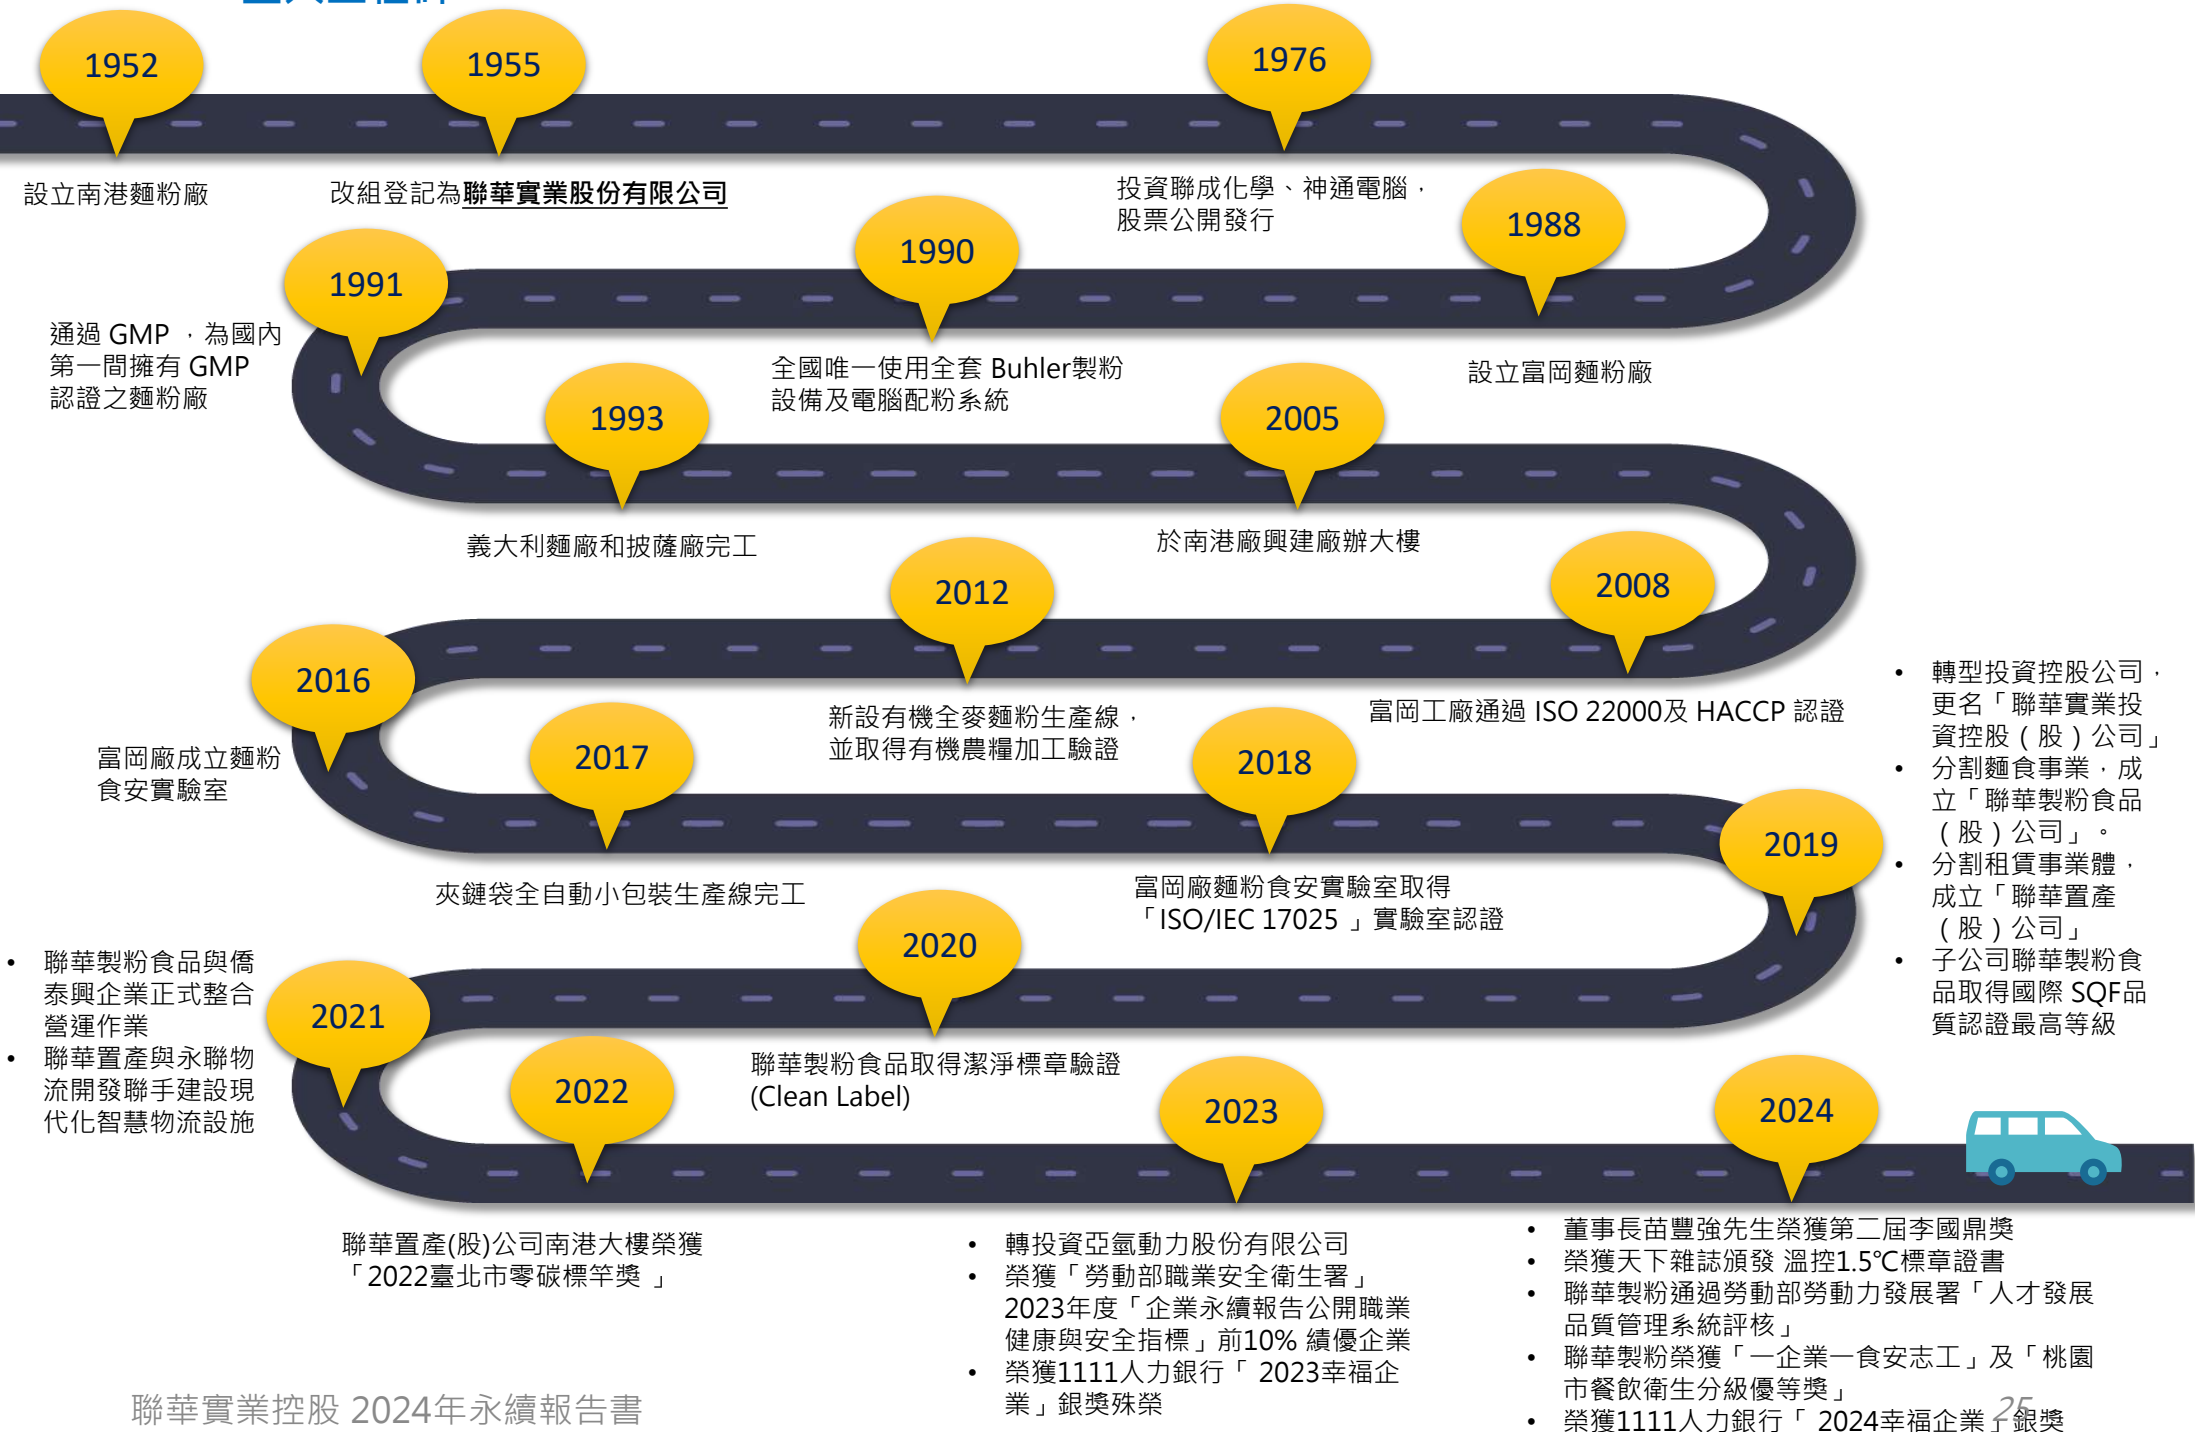 1952
設立南港麵粉廠
1955
改組登記為聯華實業股份有限公司
1976
投資聯成化學、神通電腦，
股票公開發行
1988
設立富岡麵粉廠
1990
全國唯一使用全套 Buhler製粉
設備及電腦配粉系統
1991
通過 GMP ，為國內
第一間擁有 GMP
認證之麵粉廠
1993
義大利麵廠和披薩廠完工
2005
於南港廠興建廠辦大樓
2008
富岡工廠通過 ISO 22000及 HACCP 認證
2012
新設有機全麥麵粉生產線，
並取得有機農糧加工驗證
2016
富岡廠成立麵粉
食安實驗室
2017
夾鏈袋全自動小包裝生產線完工
2018
富岡廠麵粉食安實驗室取得
「ISO/IEC 17025 」實驗室認證
2019
• 轉型投資控股公司，
更名「聯華實業投
資控股（股）公司」
• 分割麵食事業，成
立「聯華製粉食品
（股）公司」。
• 分割租賃事業體，
成立「聯華置產
（股）公司」
• 子公司聯華製粉食
品取得國際 SQF品
質認證最高等級
2020
聯華製粉食品取得潔淨標章驗證
(Clean Label)
2021
• 聯華製粉食品與僑
泰興企業正式整合
營運作業
• 聯華置產與永聯物
流開發聯手建設現
代化智慧物流設施
2022
聯華置產(股)公司南港大樓榮獲
「2022臺北市零碳標竿獎 」
2023
• 轉投資亞氫動力股份有限公司
• 榮獲「勞動部職業安全衛生署」
2023年度「企業永續報告公開職業
健康與安全指標」前10% 績優企業
• 榮獲1111人力銀行「 2023幸福企
業」銀獎殊榮
2024
• 董事長苗豐強先生榮獲第二屆李國鼎獎
• 榮獲天下雜誌頒發 溫控1.5℃標章證書
• 聯華製粉通過勞動部勞動力發展署「人才發展
品質管理系統評核」
• 聯華製粉榮獲「一企業一食安志工」及「桃園
市餐飲衛生分級優等獎」
• 榮獲1111人力銀行「 2024幸福企業」銀獎
聯華實業控股 2024年永續報告書
25